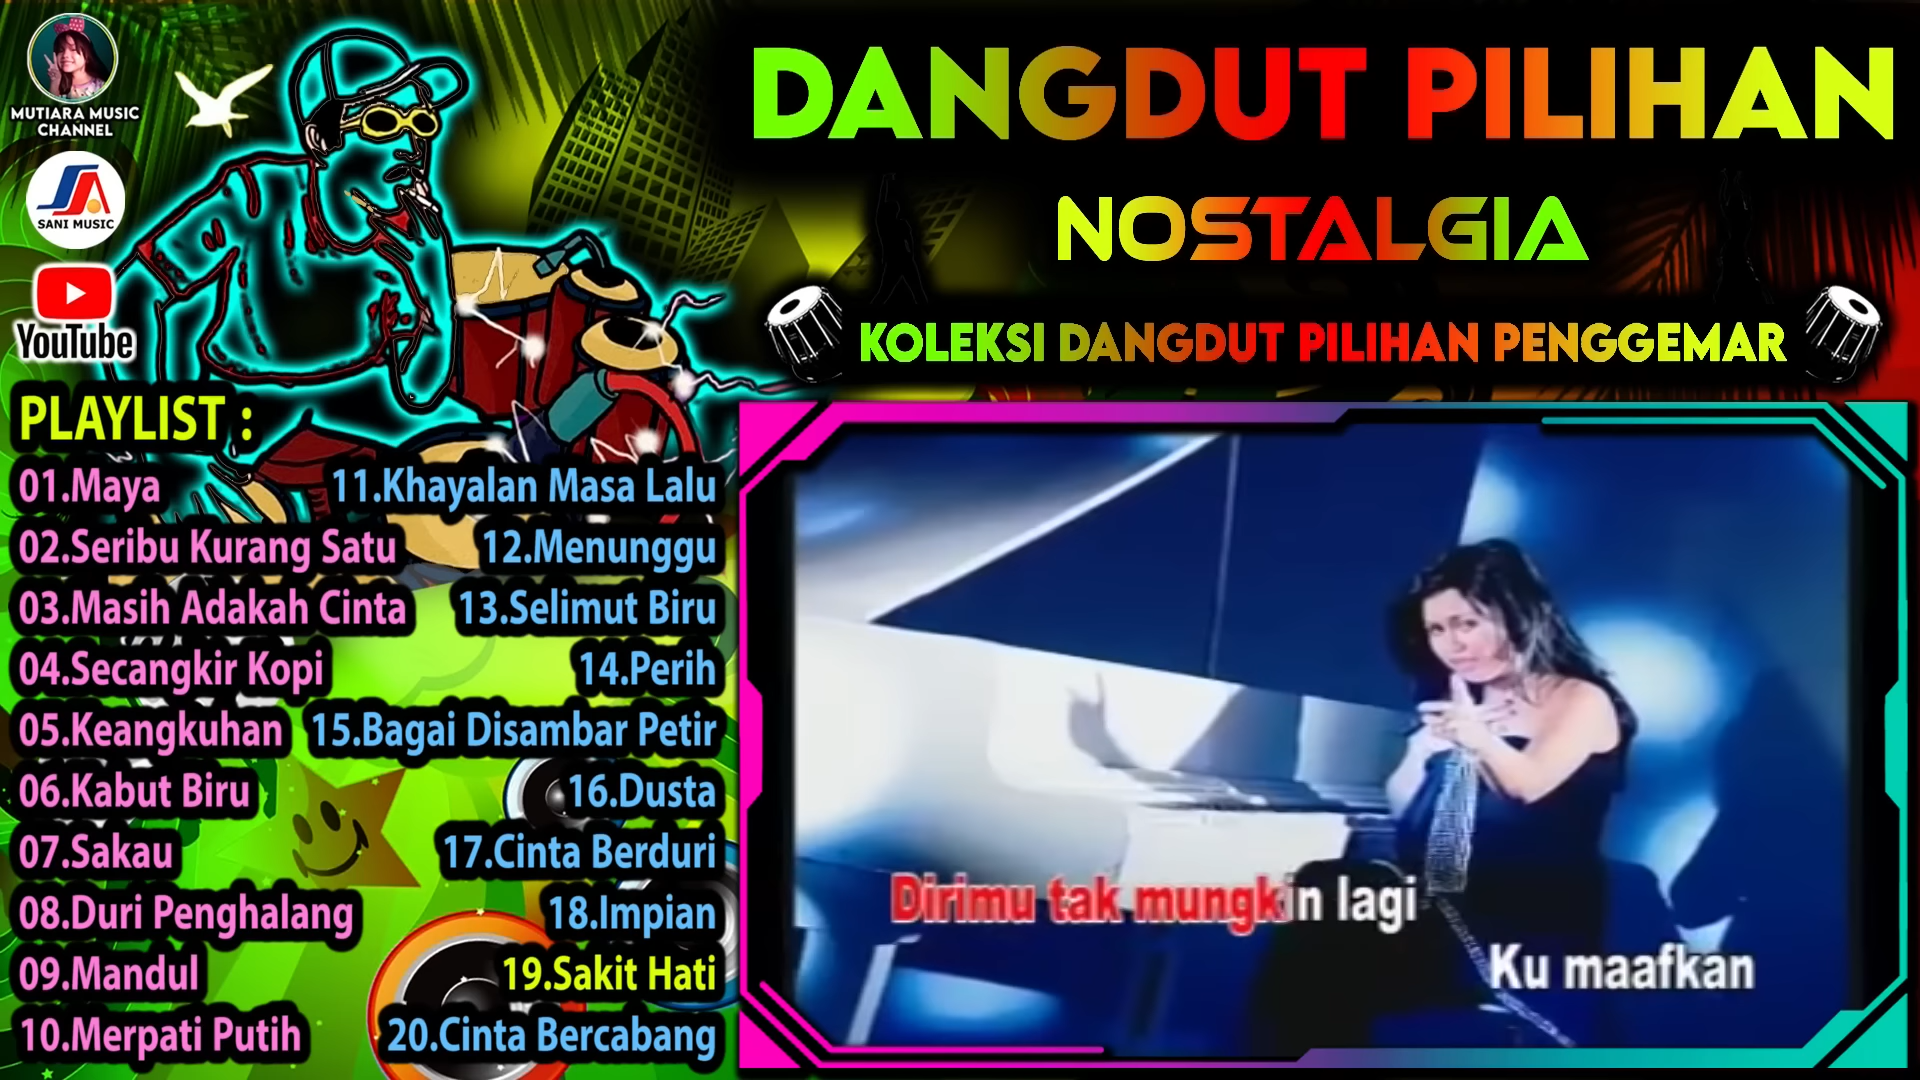 MUTIARA MUSIC
CHANNEL
SANI MUSIC
YouTube
DANGDUT PILIHAN
NOSTALGIA
KOLEKSI DANGDUT PILIHAN PENGGEMAR
PLAYLIST :
01.Maya
02.Seribu Kurang Satu
03.Masih Adakah Cinta
04.Secangkir Kopi
05.Keangkuhan
06.Kabut Biru
07.Sakau
08.Duri Penghalang
09.Mandul
10.Merpati Putih
11.Khayalan Masa Lalu
12.Menunggu
13.Selimut Biru
14.Perih
15.Bagai Disambar Petir
16.Dusta
17.Cinta Berduri
18.Impian
19.Sakit Hati
20.Cinta Bercabang
Dirimu tak mungkin lagi
Ku maafkan